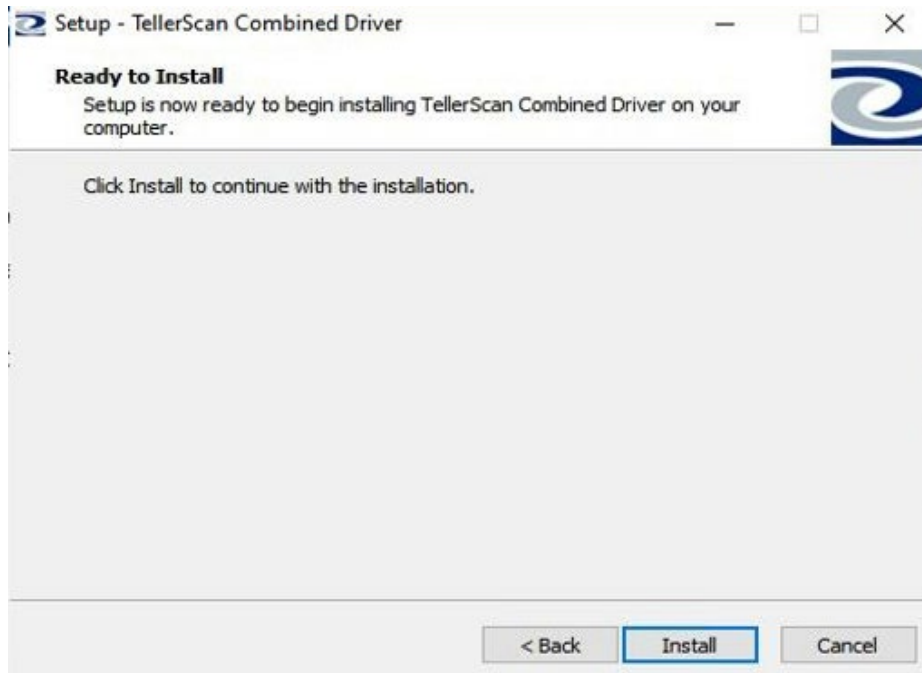 Setup - TellerScan Combined Driver
Ready to Install
Setup is now ready to begin installing TellerScan Combined Driver on your
computer.
Click Install to continue with the installation.
< Back
Install
Cancel